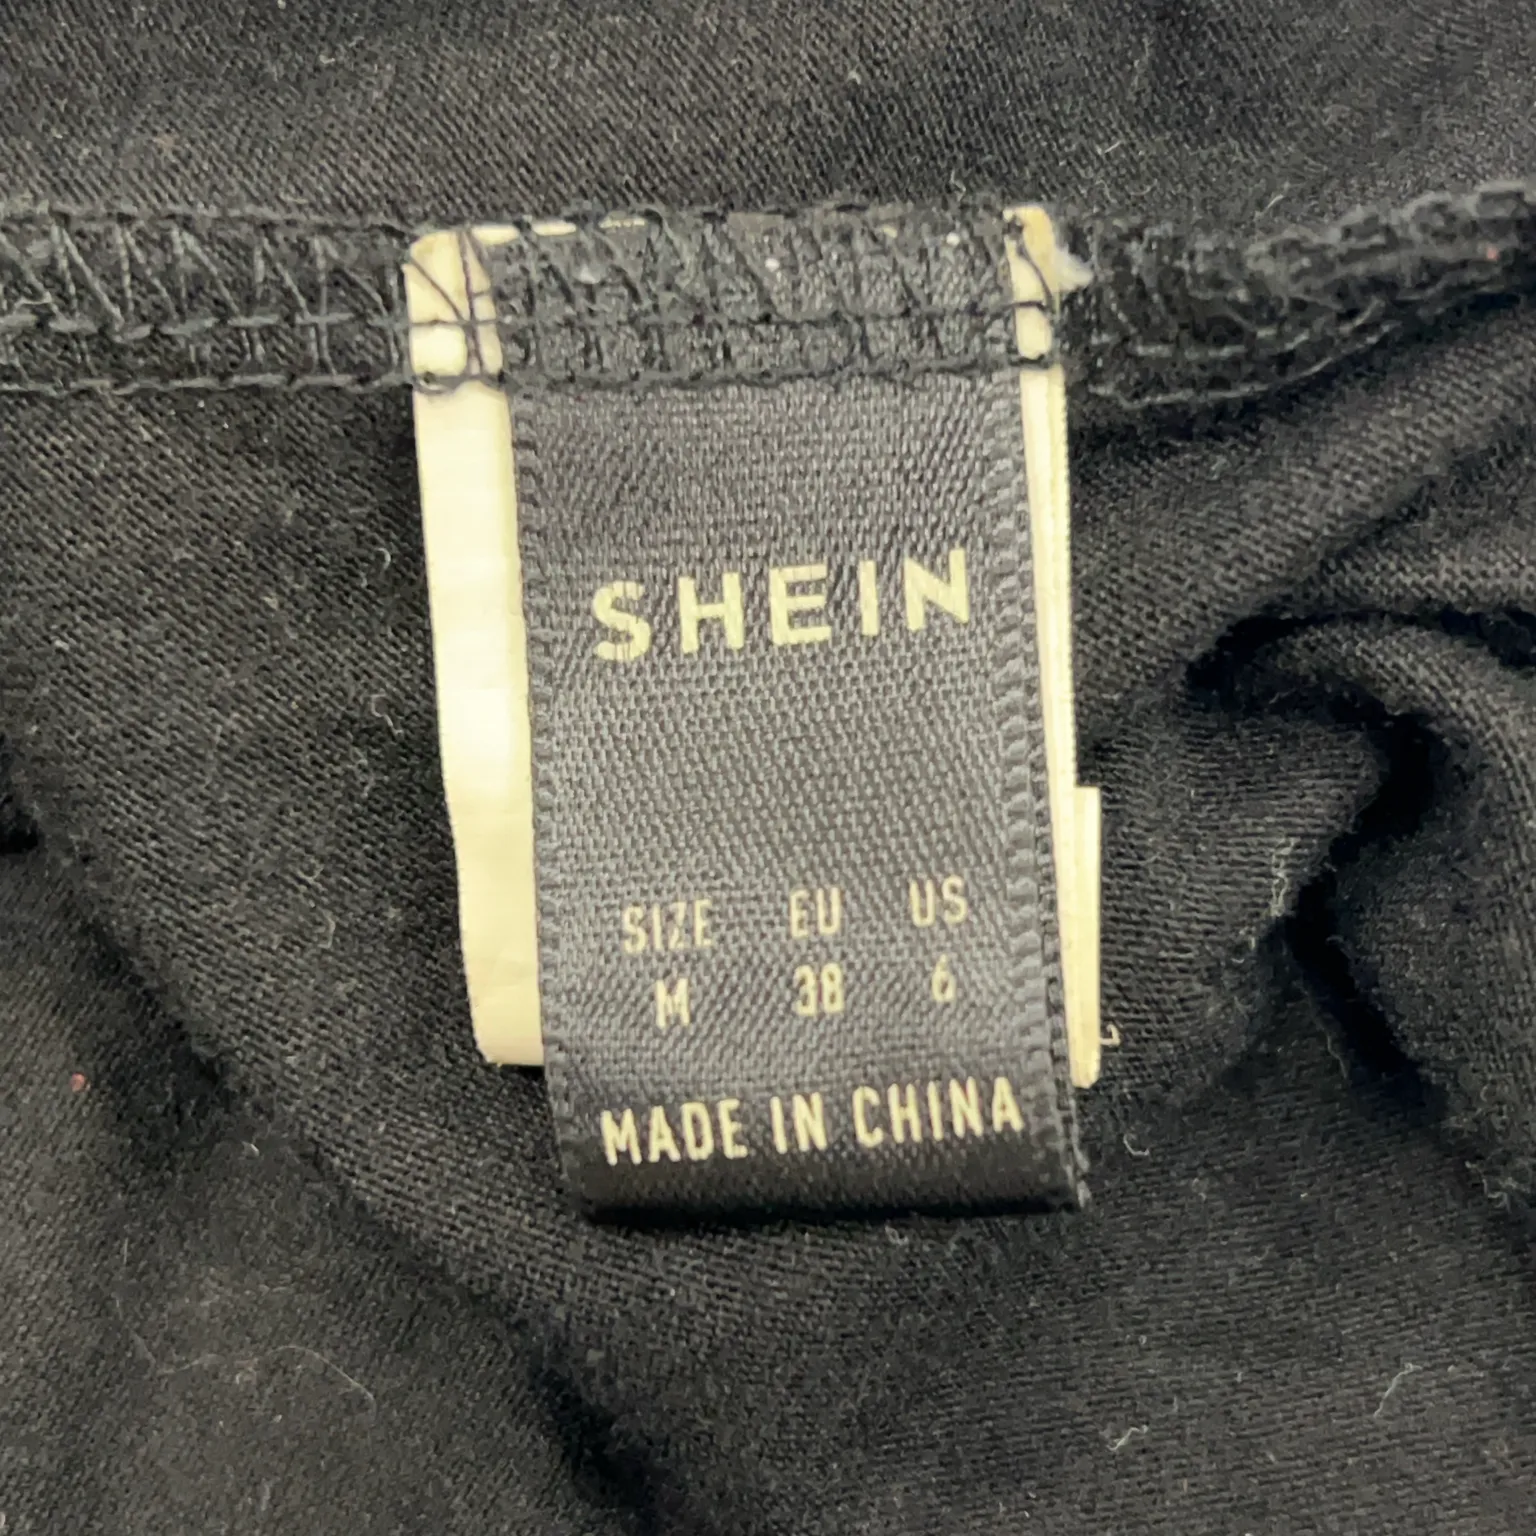 SHEIN
SIZE EU US
M 38 6
MADE IN CHINA